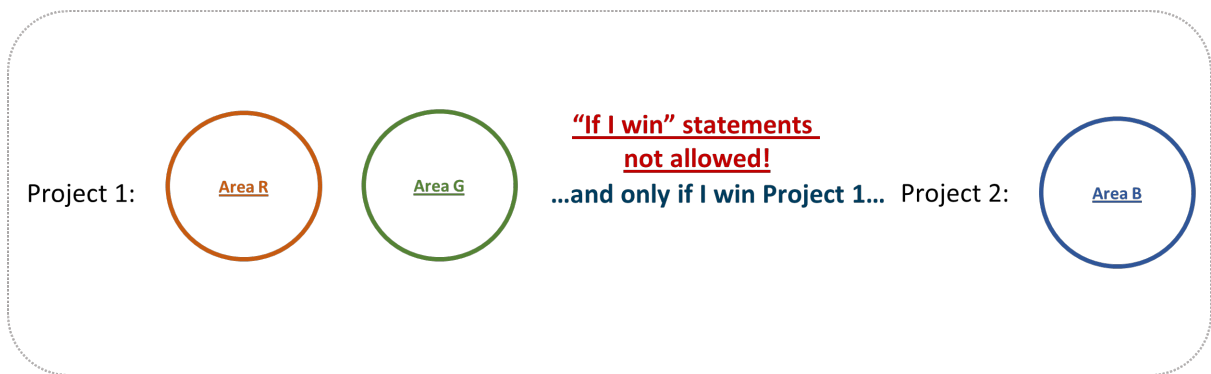 “If I win” statements
not allowed!
Project 1: Area R Area G …and only if I win Project 1… Project 2: Area B